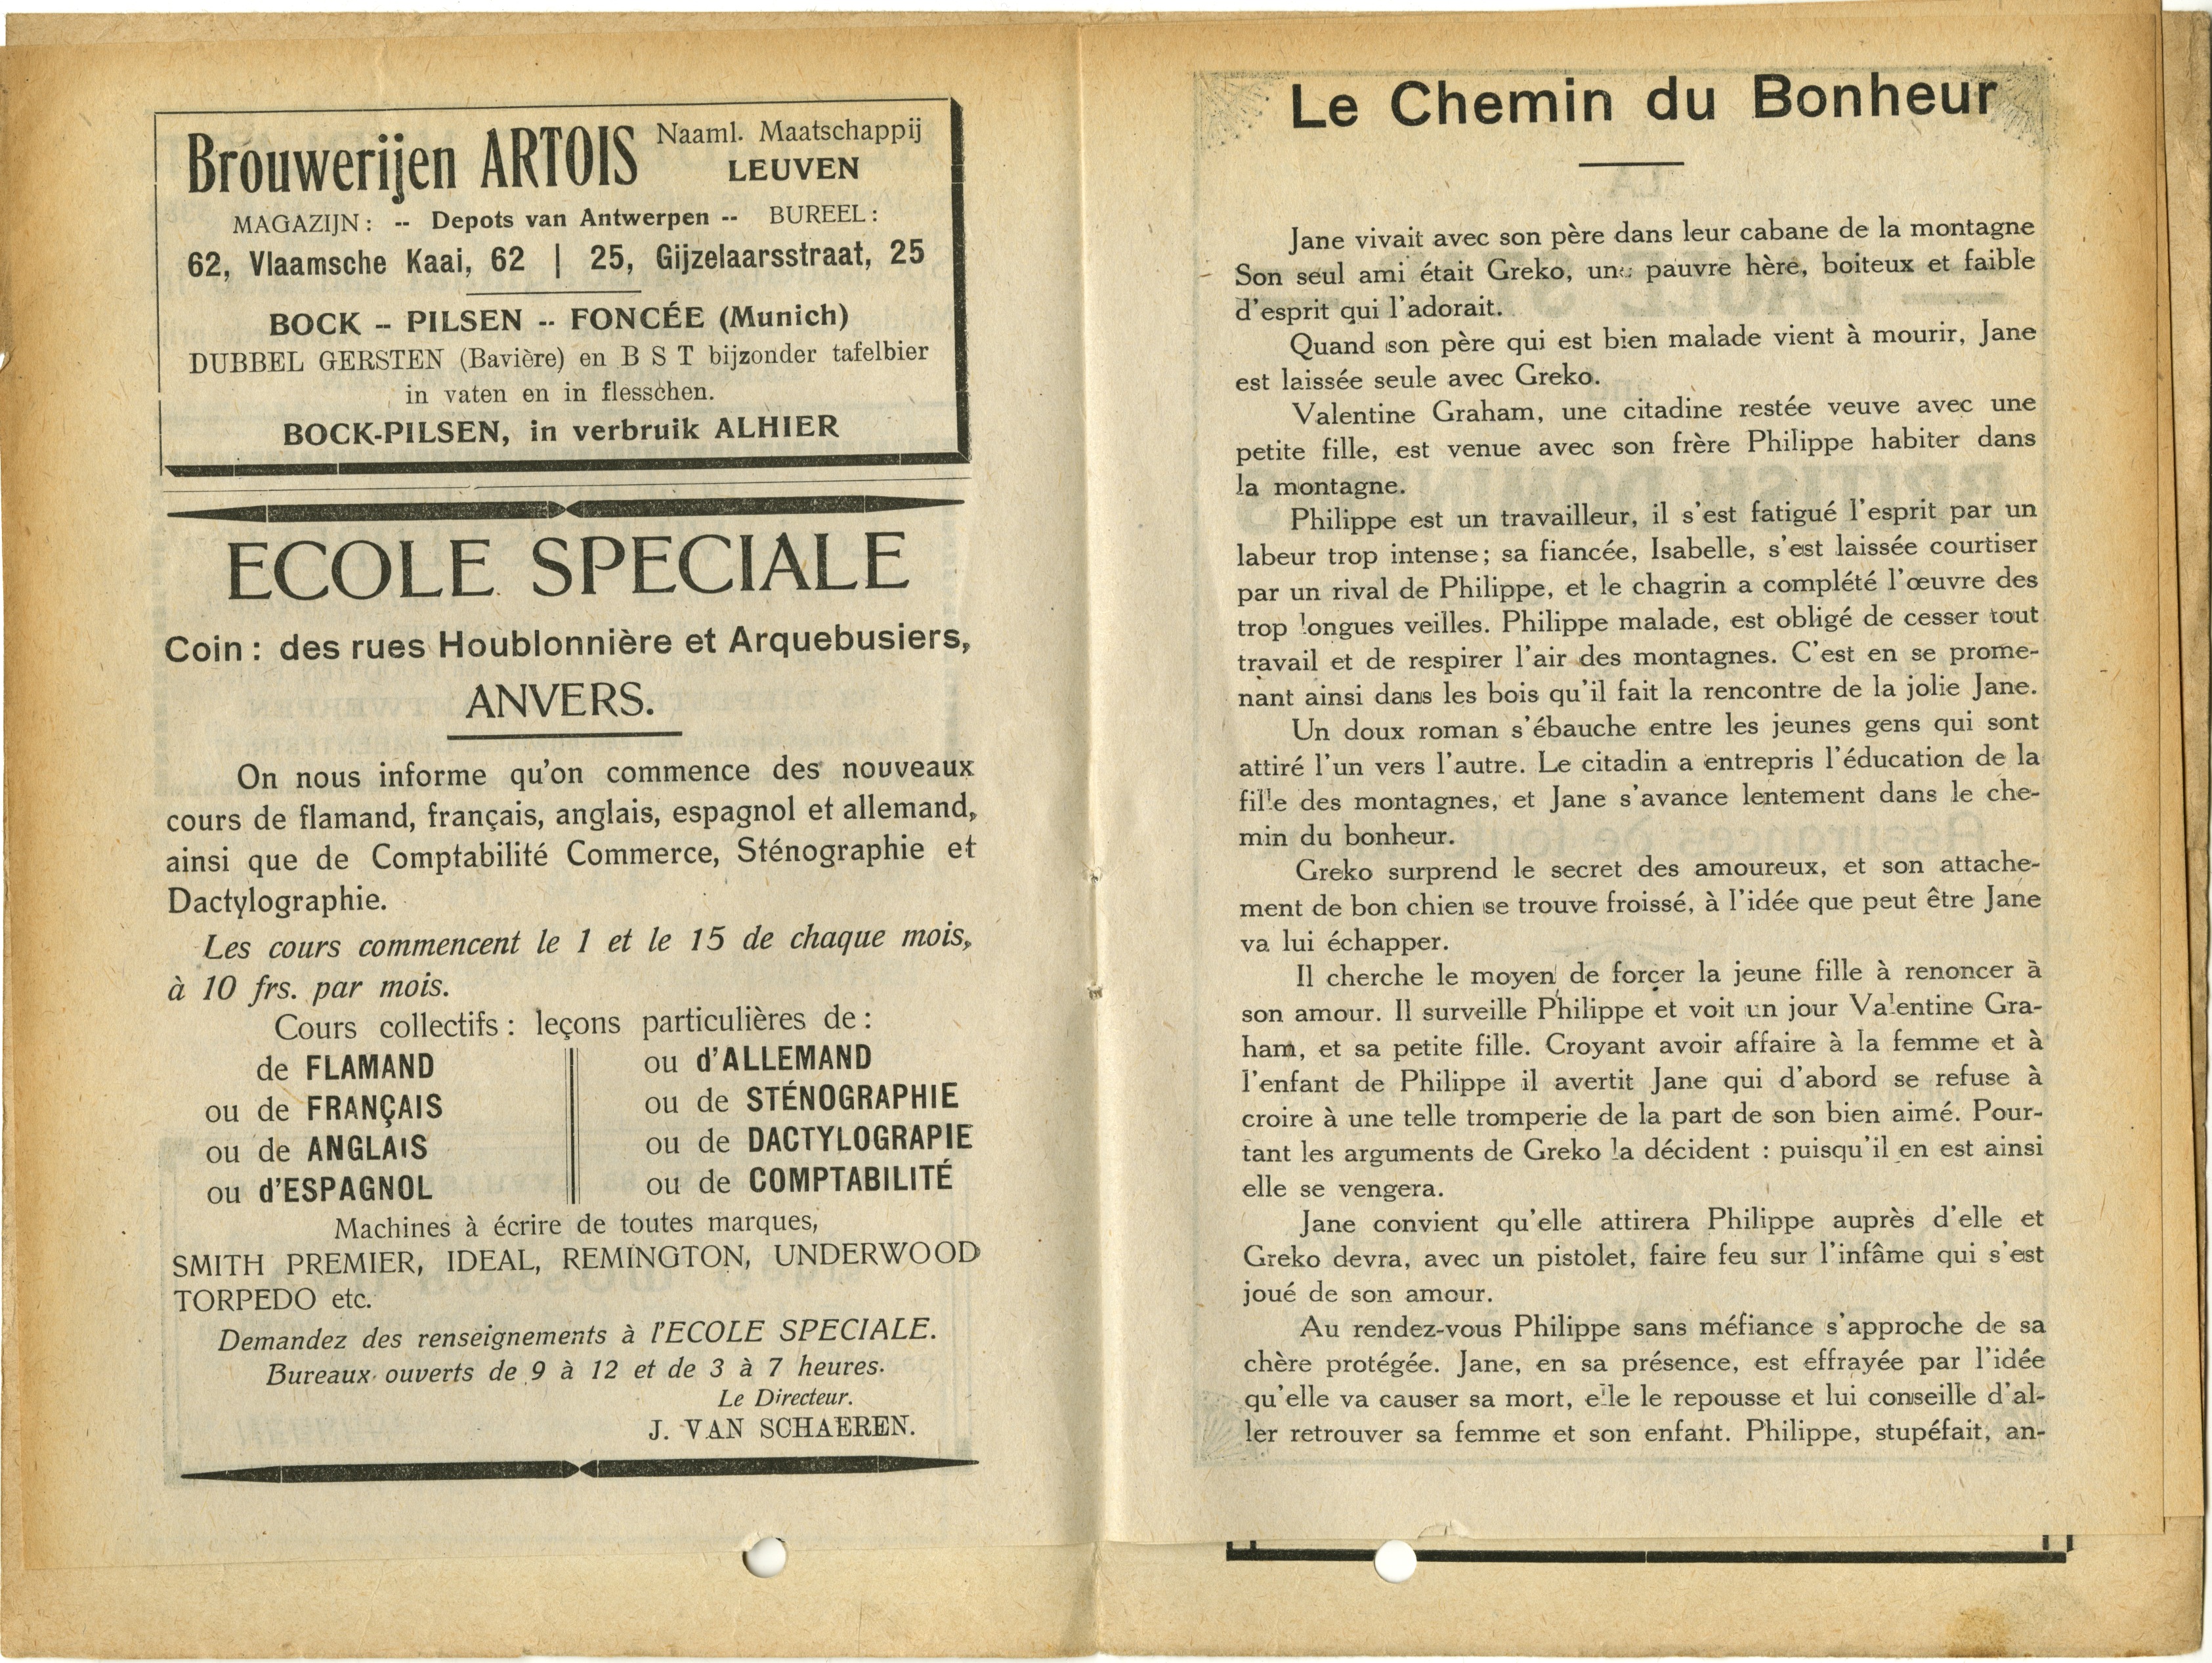 Brouwerijen ARTOIS Naaml. Maatschappij
LEUVEN
MAGAZIJN: -- Depots van Antwerpen -- BUREEL:
62, Vlaamsche Kaai, 62 | 25, Gijzelaarsstraat, 25
BOCK -- PILSEN -- FONCÉE (Munich)
DUBBEL GERSTEN (Bavière) en B S T bijzonder tafelbier
in vaten en in flesschen.
BOCK-PILSEN, in verbruik ALHIER
ECOLE SPECIALE
Coin: des rues Houblonnière et Arquebusiers,
ANVERS.
On nous informe qu'on commence des nouveaux
cours de flamand, français, anglais, espagnol et allemand,
ainsi que de Comptabilité Commerce, Sténographie et
Dactylographie.
Les cours commencent le 1 et le 15 de chaque mois,
à 10 frs. par mois.
Cours collectifs: leçons particulières de:
de FLAMAND
ou de FRANÇAIS
ou de ANGLAIS
ou d'ESPAGNOL
ou d'ALLEMAND
ou de STÉNOGRAPHIE
ou de DACTYLOGRAPIE
ou de COMPTABILITÉ
Machines à écrire de toutes marques,
SMITH PREMIER, IDEAL, REMINGTON, UNDERWOOD
TORPEDO etc.
Demandez des renseignements à l'ECOLE SPECIALE.
Bureaux ouverts de 9 à 12 et de 3 à 7 heures.
Le Directeur.
J. VAN SCHAEREN.
Le Chemin du Bonheur
Jane vivait avec son père dans leur cabane de la montagne
Son seul ami était Greko, une pauvre hère, boiteux et faible
d'esprit qui l'adorait.
Quand son père qui est bien malade vient à mourir, Jane
est laissée seule avec Greko.
Valentine Graham, une citadine restée veuve avec une
petite fille, est venue avec son frère Philippe habiter dans
la montagne.
Philippe est un travailleur, il s'est fatigué l'esprit par un
labeur trop intense; sa fiancée, Isabelle, s'est laissée courtiser
par un rival de Philippe, et le chagrin a complété l'œuvre des
trop longues veilles. Philippe malade, est obligé de cesser tout
travail et de respirer l'air des montagnes. C'est en se prome-
nant ainsi dans les bois qu'il fait la rencontre de la jolie Jane.
Un doux roman s'ébauche entre les jeunes gens qui sont
attiré l'un vers l'autre. Le citadin a entrepris l'éducation de la
fille des montagnes, et Jane s'avance lentement dans le che-
min du bonheur.
Greko surprend le secret des amoureux, et son attache-
ment de bon chien se trouve froissé, à l'idée que peut être Jane
va lui échapper.
Il cherche le moyen de forcer la jeune fille à renoncer à
son amour. Il surveille Philippe et voit un jour Valentine Gra-
ham, et sa petite fille. Croyant avoir affaire à la femme et à
l'enfant de Philippe il avertit Jane qui d'abord se refuse à
croire à une telle tromperie de la part de son bien aimé. Pour-
tant les arguments de Greko la décident : puisqu'il en est ainsi
elle se vengera.
Jane convient qu'elle attirera Philippe auprès d'elle et
Greko devra, avec un pistolet, faire feu sur l'infâme qui s'est
joué de son amour.
Au rendez-vous Philippe sans méfiance s'approche de sa
chère protégée. Jane, en sa présence, est effrayée par l'idée
qu'elle va causer sa mort, elle le repousse et lui conseille d'al-
ler retrouver sa femme et son enfant. Philippe, stupéfait, an-